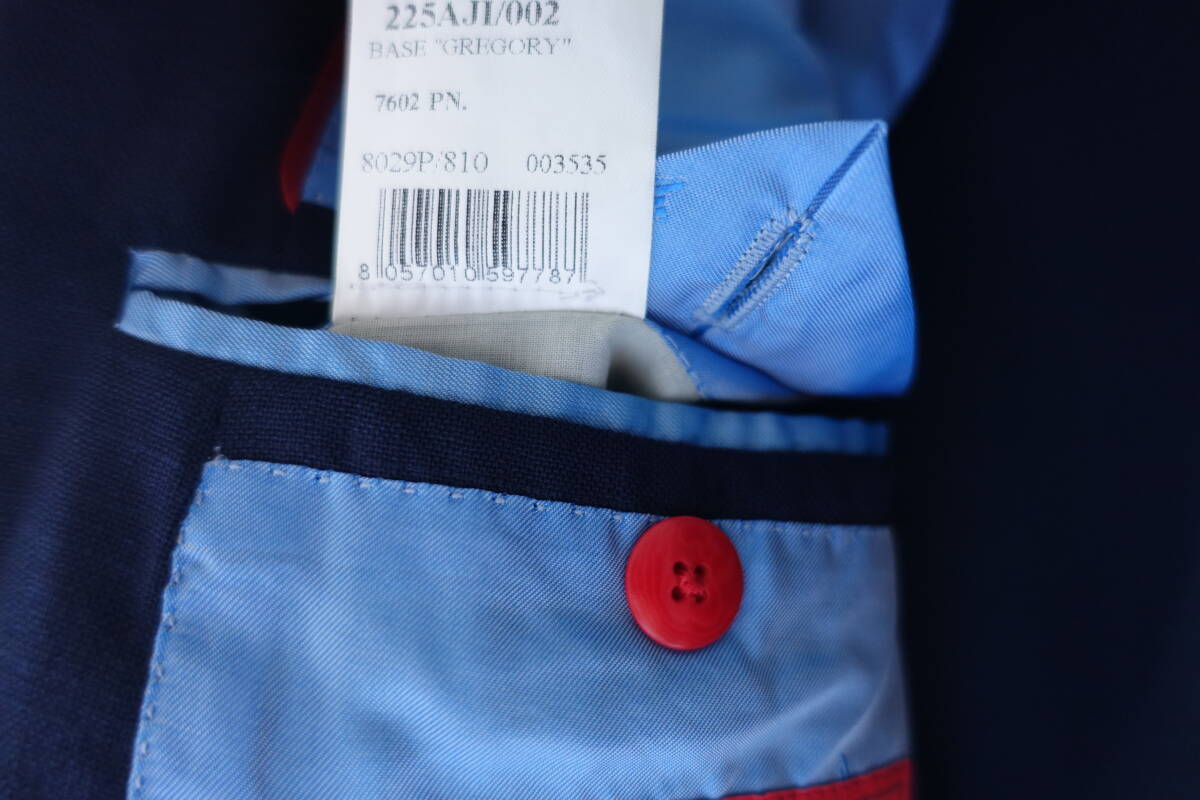 225AJI/002
BASE "GREGORY"
7602 PN.
8029P/810 003535
8 057010 597787